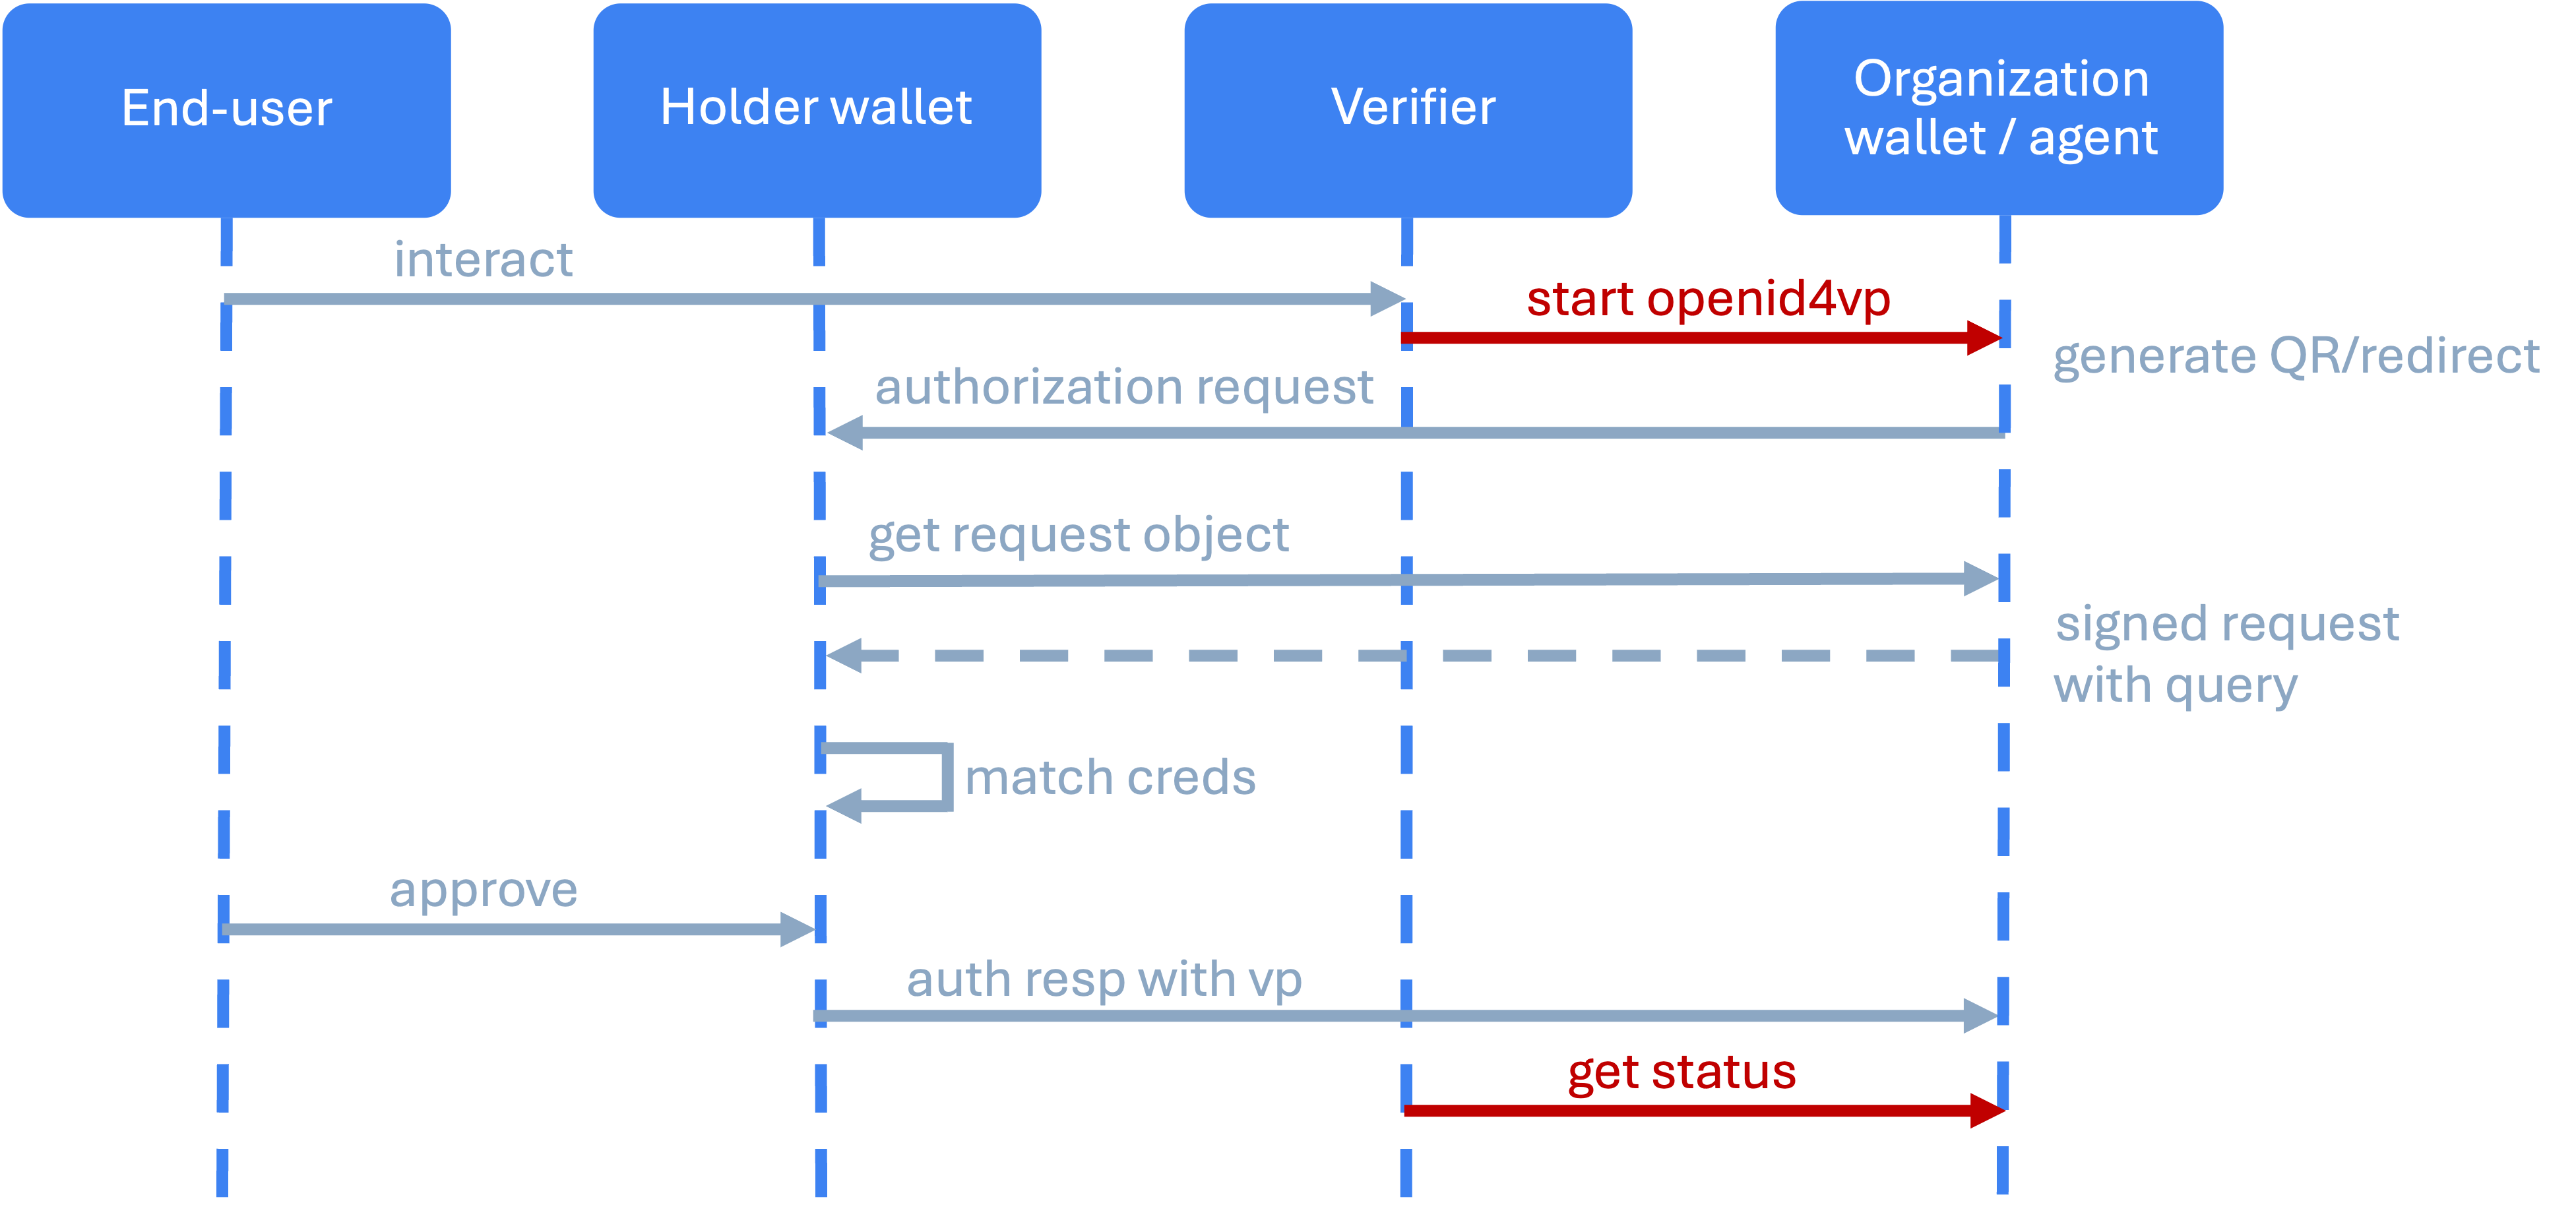 End-user
Holder wallet
Verifier
Organization
wallet / agent
interact
start openid4vp
generate QR/redirect
authorization request
get request object
signed request
with query
match creds
approve
auth resp with vp
get status